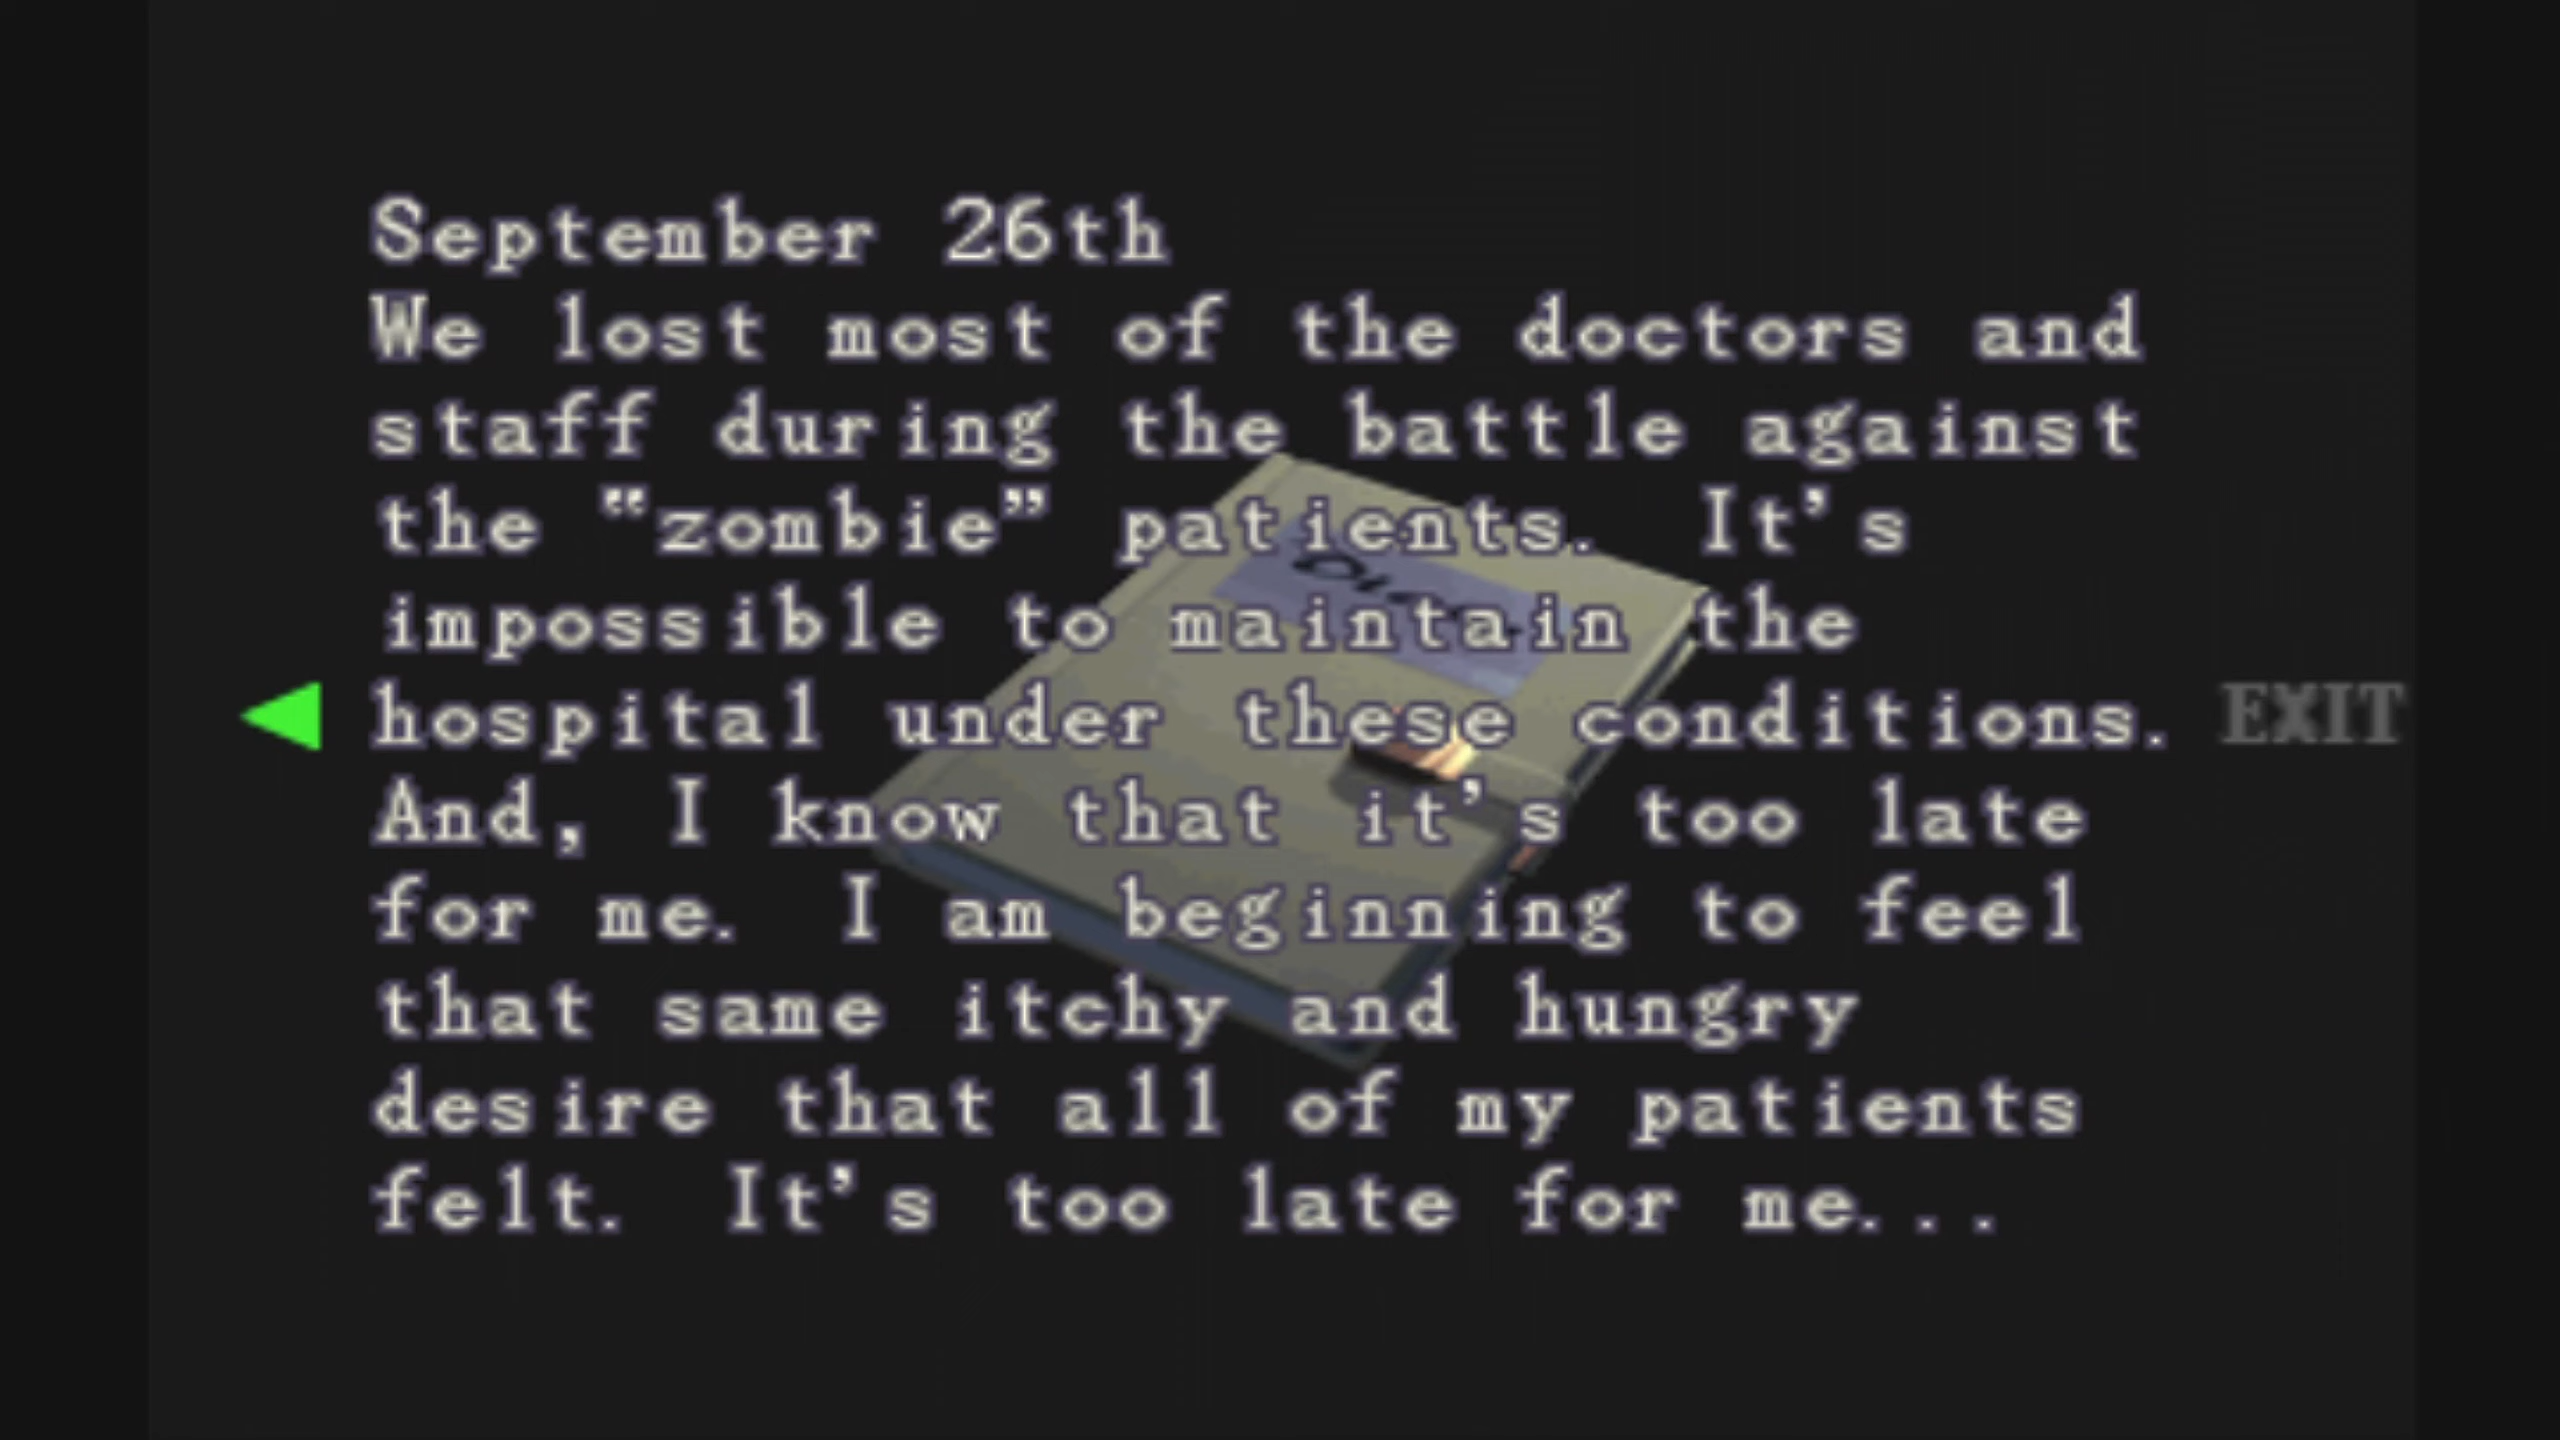 September 26th
We lost most of the doctors and
staff during the battle against
the "zombie" patients.  It's
impossible to maintain the
hospital under these conditions.
EXIT
And, I know that it's too late
for me.  I am beginning to feel
that same itchy and hungry
desire that all of my patients
felt.  It's too late for me...